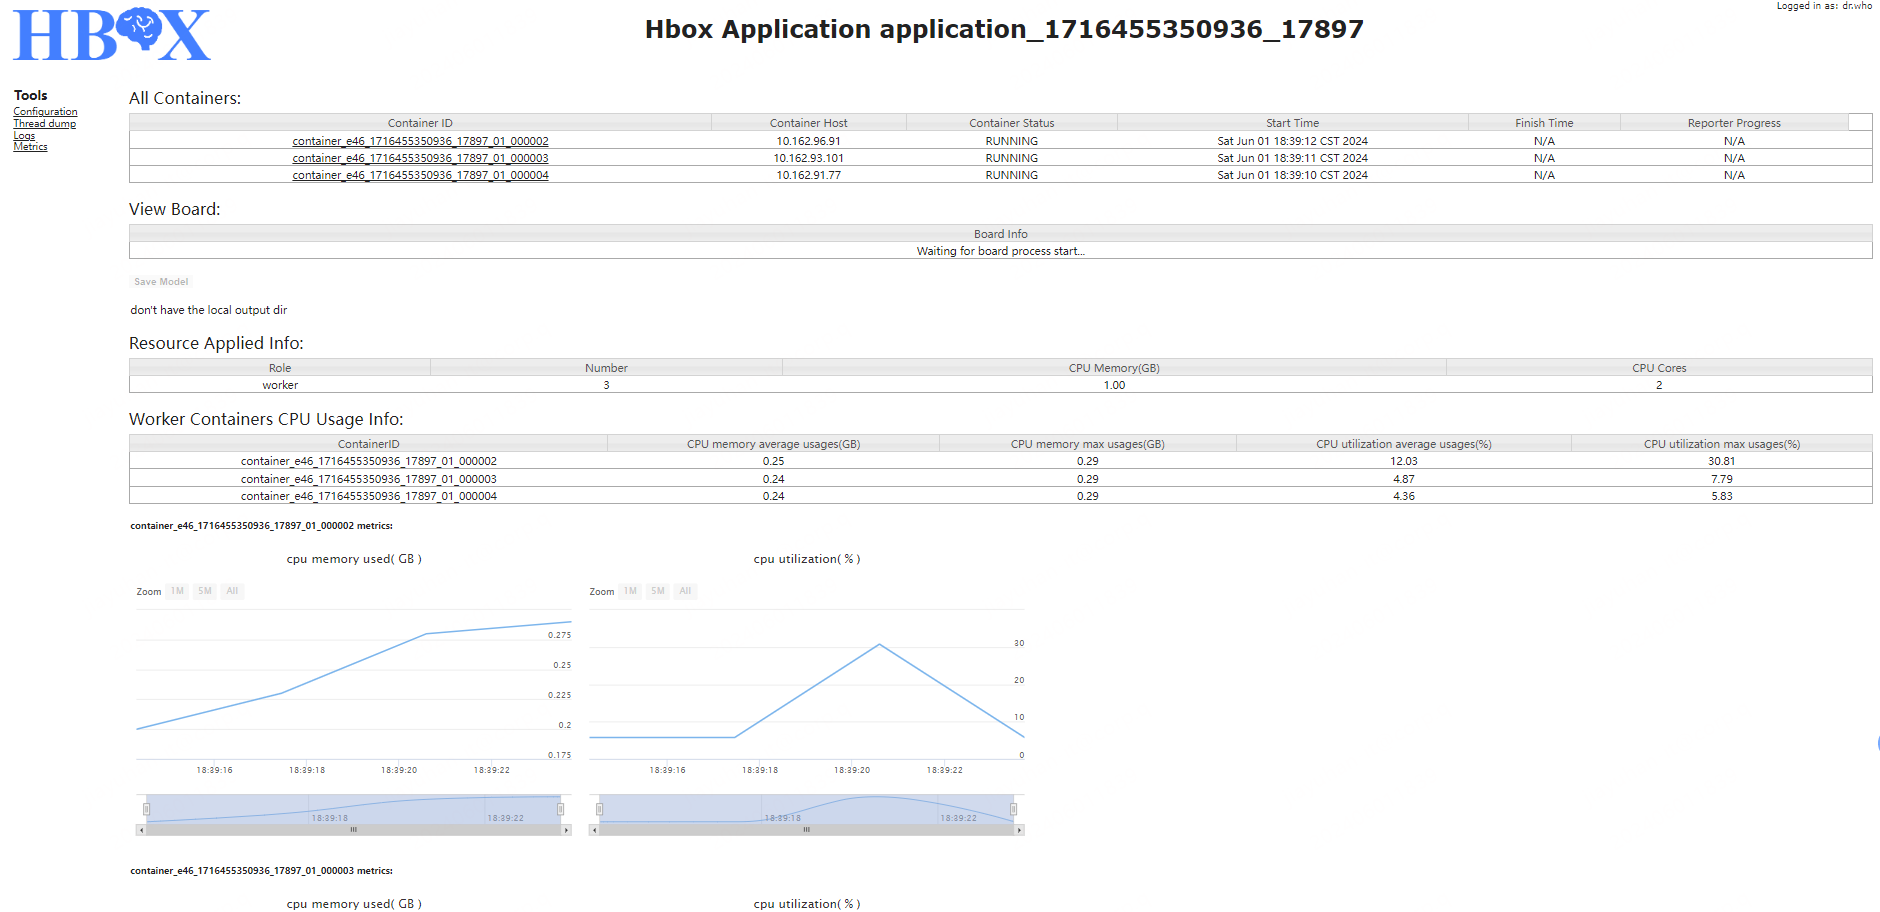 Logged in as: dr.who
HBOX
Hbox Application application_1716455350936_17897
Tools
Configuration
Thread dump
Logs
Metrics
All Containers:
Container ID Container Host Container Status Start Time Finish Time Reporter Progress
container_e46_1716455350936_17897_01_000002 10.162.96.91 RUNNING Sat Jun 01 18:39:12 CST 2024 N/A N/A
container_e46_1716455350936_17897_01_000003 10.162.93.101 RUNNING Sat Jun 01 18:39:11 CST 2024 N/A N/A
container_e46_1716455350936_17897_01_000004 10.162.91.77 RUNNING Sat Jun 01 18:39:10 CST 2024 N/A N/A
View Board:
Board Info
Waiting for board process start...
Save Model
don't have the local output dir
Resource Applied Info:
Role Number CPU Memory(GB) CPU Cores
worker 3 1.00 2
Worker Containers CPU Usage Info:
ContainerID CPU memory average usages(GB) CPU memory max usages(GB) CPU utilization average usages(%) CPU utilization max usages(%)
container_e46_1716455350936_17897_01_000002 0.25 0.29 12.03 30.81
container_e46_1716455350936_17897_01_000003 0.24 0.29 4.87 7.79
container_e46_1716455350936_17897_01_000004 0.24 0.29 4.36 5.83
container_e46_1716455350936_17897_01_000002 metrics:
cpu memory used( GB )
Zoom 1M 5M All
0.275
0.25
0.225
0.2
0.175
18:39:16 18:39:18 18:39:20 18:39:22
18:39:18 18:39:22
cpu utilization( % )
Zoom 1M 5M All
30
20
10
0
18:39:16 18:39:18 18:39:20 18:39:22
18:39:18 18:39:22
container_e46_1716455350936_17897_01_000003 metrics:
cpu memory used( GB )
cpu utilization( % )